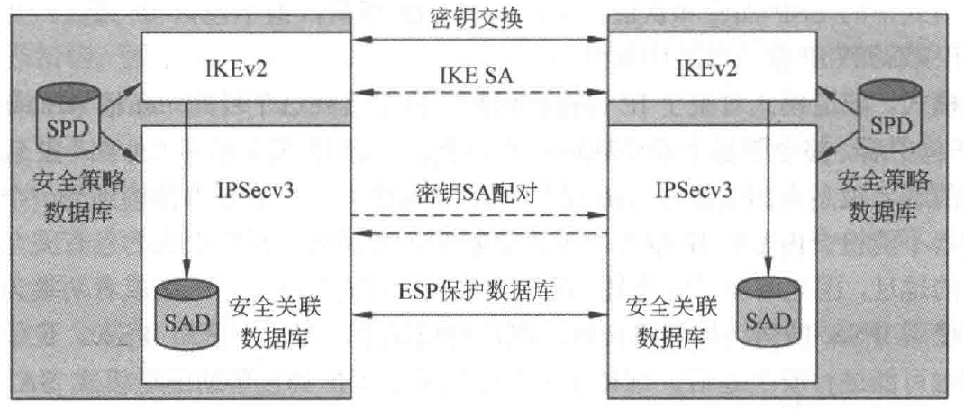 密钥交换
IKEv2
IKE SA
IKEv2
SPD
安全策略
数据库
IPSecv3
密钥SA配对
IPSecv3
SPD
安全策略
数据库
SAD
安全关联
数据库
ESP保护数据库
安全关联
数据库
SAD